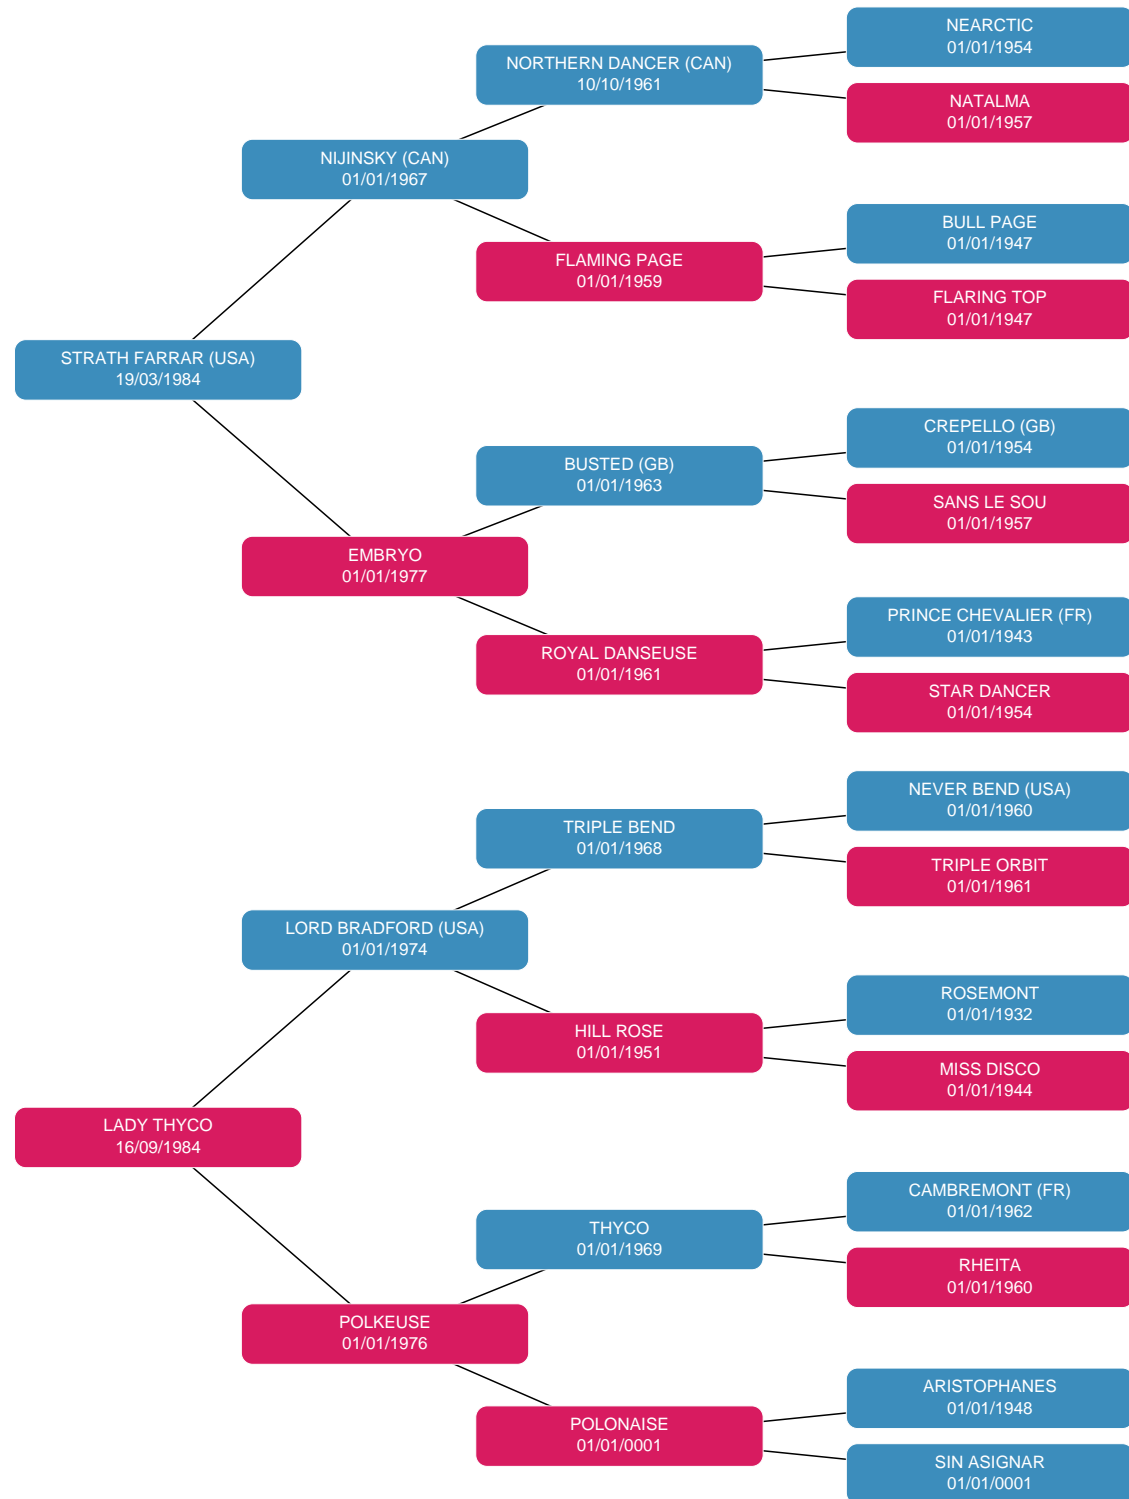 NEARCTIC
01/01/1954
NORTHERN DANCER (CAN)
10/10/1961
NATALMA
01/01/1957
NIJINSKY (CAN)
01/01/1967
BULL PAGE
01/01/1947
FLAMING PAGE
01/01/1959
FLARING TOP
01/01/1947
STRATH FARRAR (USA)
19/03/1984
CREPELLO (GB)
01/01/1954
BUSTED (GB)
01/01/1963
SANS LE SOU
01/01/1957
EMBRYO
01/01/1977
PRINCE CHEVALIER (FR)
01/01/1943
ROYAL DANSEUSE
01/01/1961
STAR DANCER
01/01/1954
NEVER BEND (USA)
01/01/1960
TRIPLE BEND
01/01/1968
TRIPLE ORBIT
01/01/1961
LORD BRADFORD (USA)
01/01/1974
ROSEMONT
01/01/1932
HILL ROSE
01/01/1951
MISS DISCO
01/01/1944
LADY THYCO
16/09/1984
CAMBREMONT (FR)
01/01/1962
THYCO
01/01/1969
RHEITA
01/01/1960
POLKEUSE
01/01/1976
ARISTOPHANES
01/01/1948
POLONAISE
01/01/0001
SIN ASIGNAR
01/01/0001